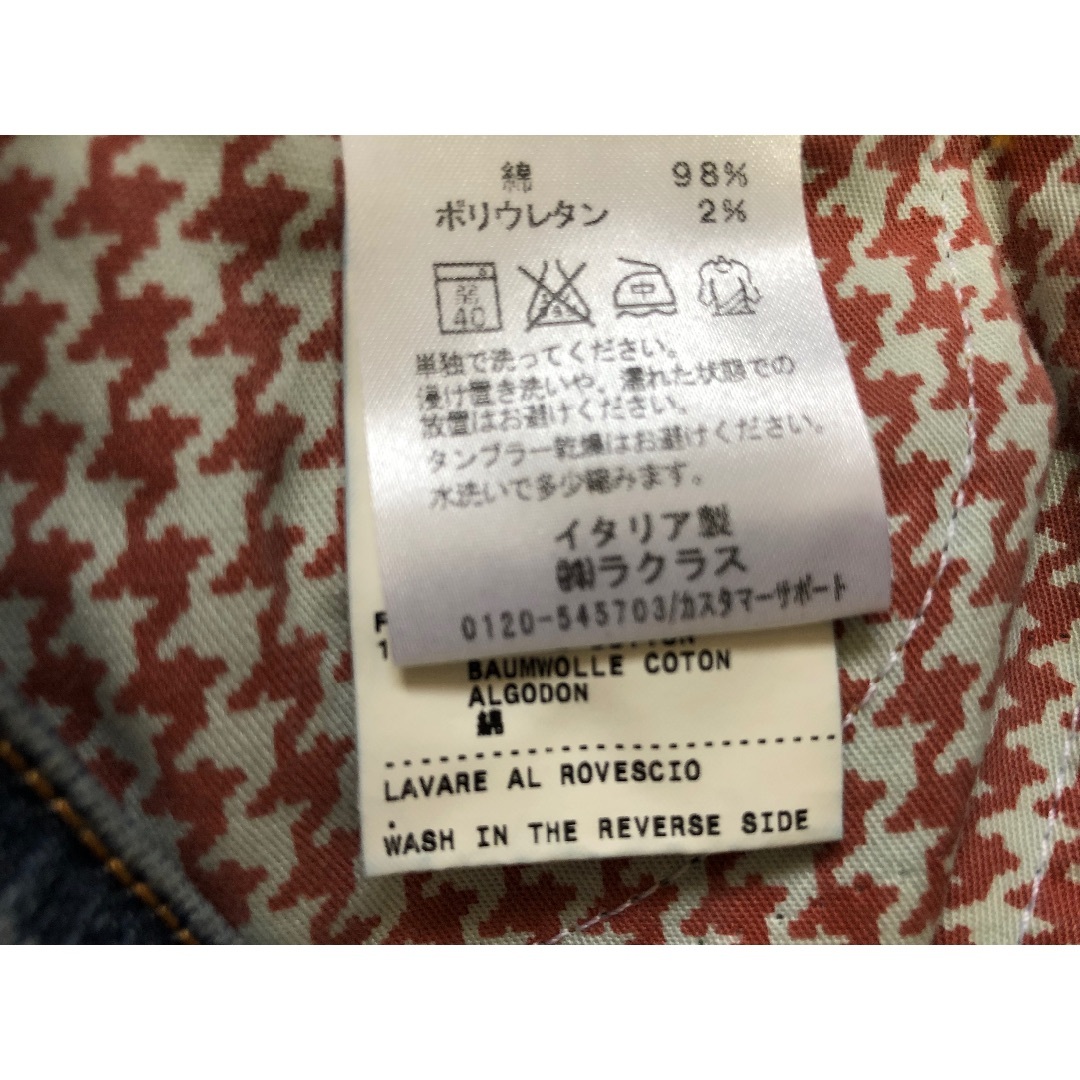 綿 98%
ポリウレタン 2%
40
中
単独で洗ってください。
浸け置き洗いや、濡れた状態での
放置はお避けください。
タンブラー乾燥はお避けください。
水洗いで多少縮みます。
イタリア製
㈱ラクラス
0120-545703/カスタマーサポート
BAUMWOLLE COTON
ALGODON
綿
LAVARE AL ROVESCIO
WASH IN THE REVERSE SIDE